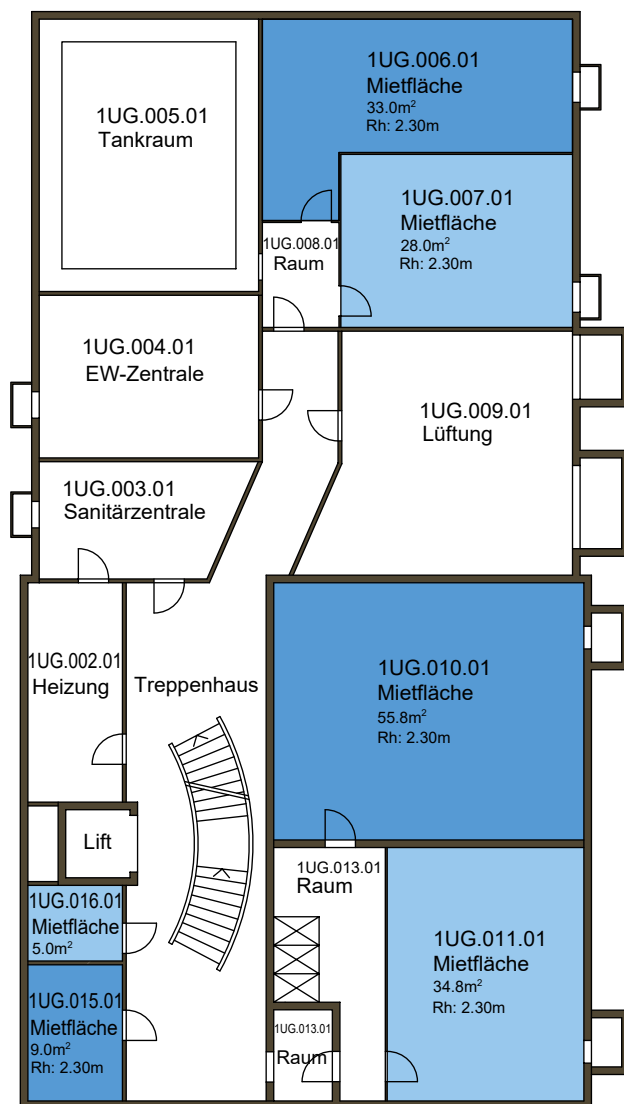 1UG.005.01
Tankraum
1UG.006.01
Mietfläche
33.0m²
Rh: 2.30m
1UG.007.01
Mietfläche
28.0m²
Rh: 2.30m
1UG.008.01
Raum
1UG.004.01
EW-Zentrale
1UG.009.01
Lüftung
1UG.003.01
Sanitärzentrale
1UG.002.01
Heizung
Treppenhaus
1UG.010.01
Mietfläche
55.8m²
Rh: 2.30m
Lift
1UG.013.01
Raum
1UG.016.01
Mietfläche
5.0m²
1UG.011.01
Mietfläche
34.8m²
Rh: 2.30m
1UG.015.01
Mietfläche
9.0m²
Rh: 2.30m
1UG.013.01
Raum